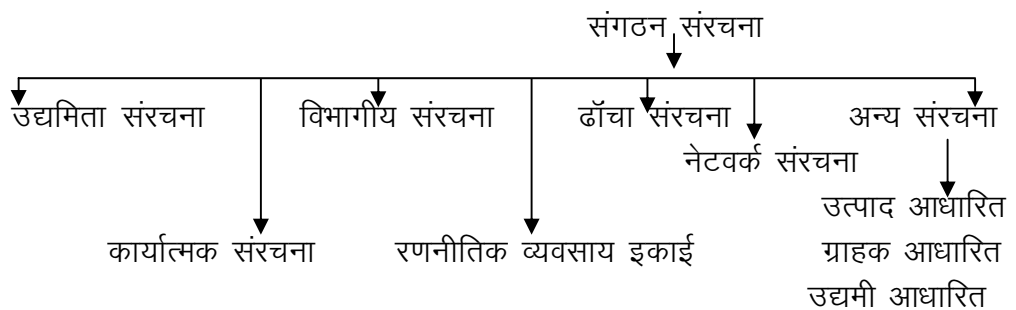 संगठन संरचना
उद्यमिता संरचना
विभागीय संरचना
ढॉचा संरचना
अन्य संरचना
नेटवर्क संरचना
कार्यात्मक संरचना
रणनीतिक व्यवसाय इकाई
उत्पाद आधारित
ग्राहक आधारित
उद्यमी आधारित